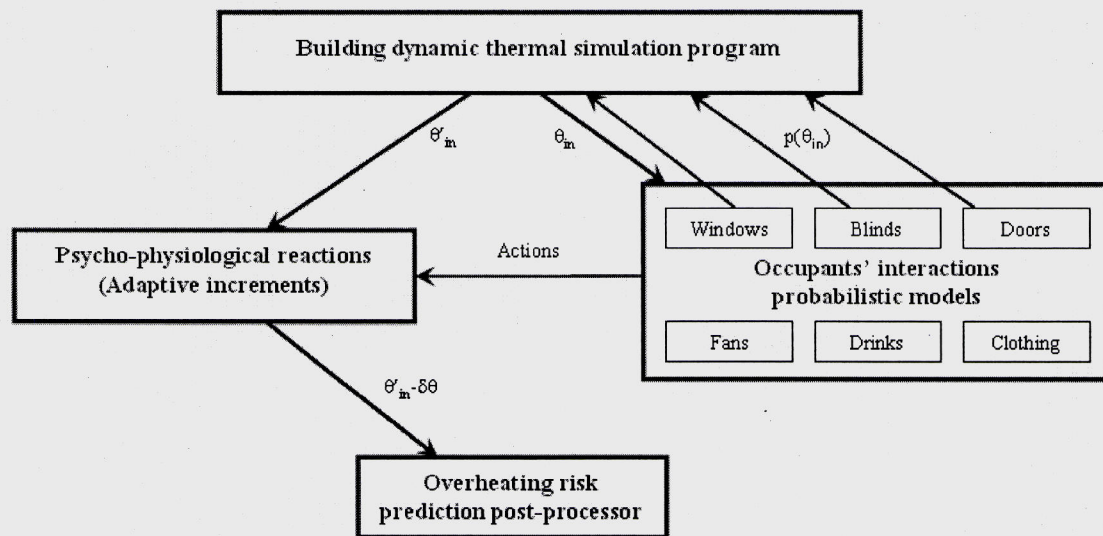 Building dynamic thermal simulation program
θ'in
θin
p(θin)
Windows
Blinds
Doors
Psycho-physiological reactions
(Adaptive increments)
Actions
Occupants' interactions
probabilistic models
Fans
Drinks
Clothing
θ'in-δθ
Overheating risk
prediction post-processor